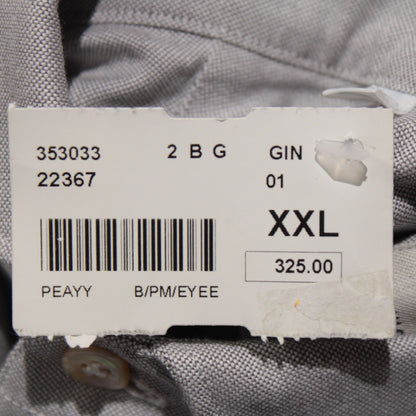 353033 2 B G GIN
22367 01
XXL
325.00
PEAYY B/PM/EYEE